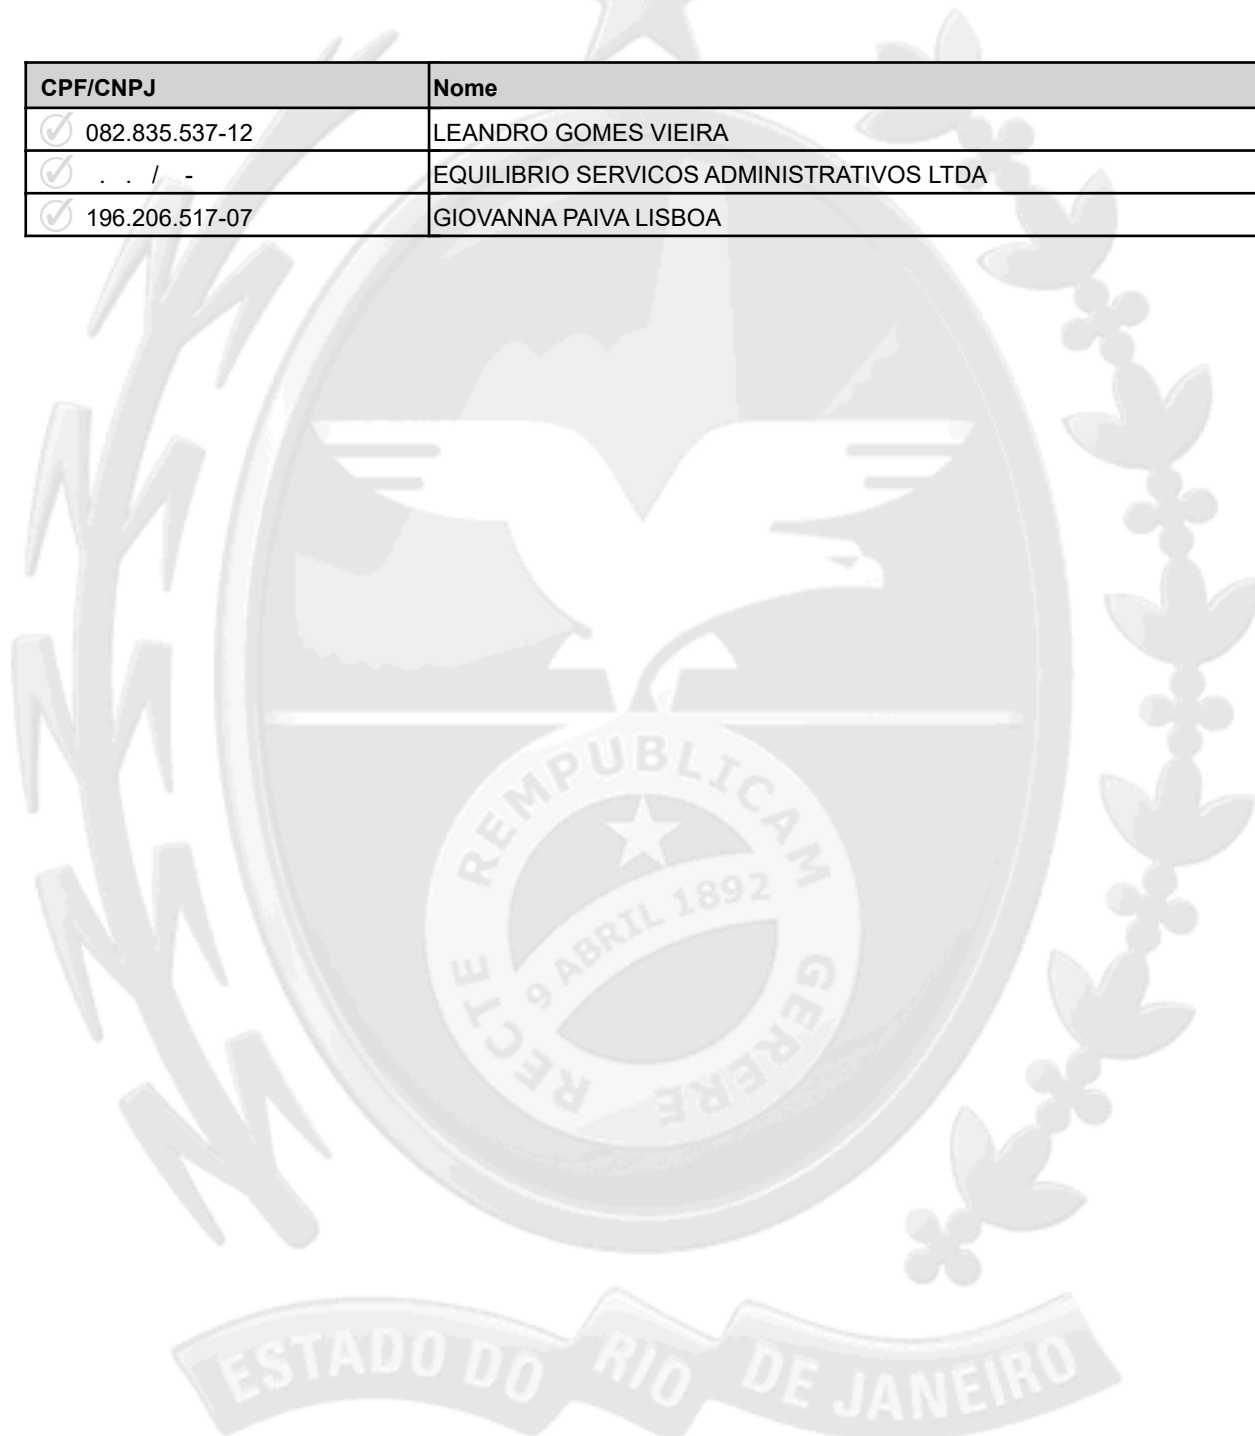 CPF/CNPJ Nome
082.835.537-12 LEANDRO GOMES VIEIRA
. . / - EQUILIBRIO SERVICOS ADMINISTRATIVOS LTDA
196.206.517-07 GIOVANNA PAIVA LISBOA
RECTE REMPUBLICAM GERERE
9 ABRIL 1892
ESTADO DO RIO DE JANEIRO